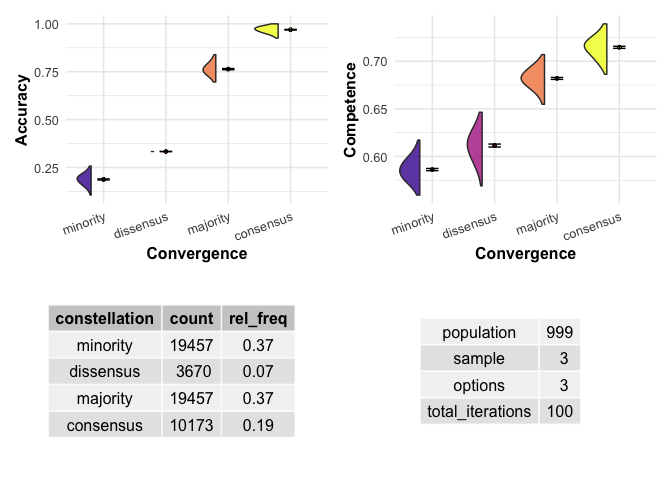 1.00
0.75
0.50
0.25
Accuracy
minority
dissensus
majority
consensus
Convergence
0.70
0.65
0.60
Competence
minority
dissensus
majority
consensus
Convergence
constellation count rel_freq
minority 19457 0.37
dissensus 3670 0.07
majority 19457 0.37
consensus 10173 0.19
population 999
sample 3
options 3
total_iterations 100